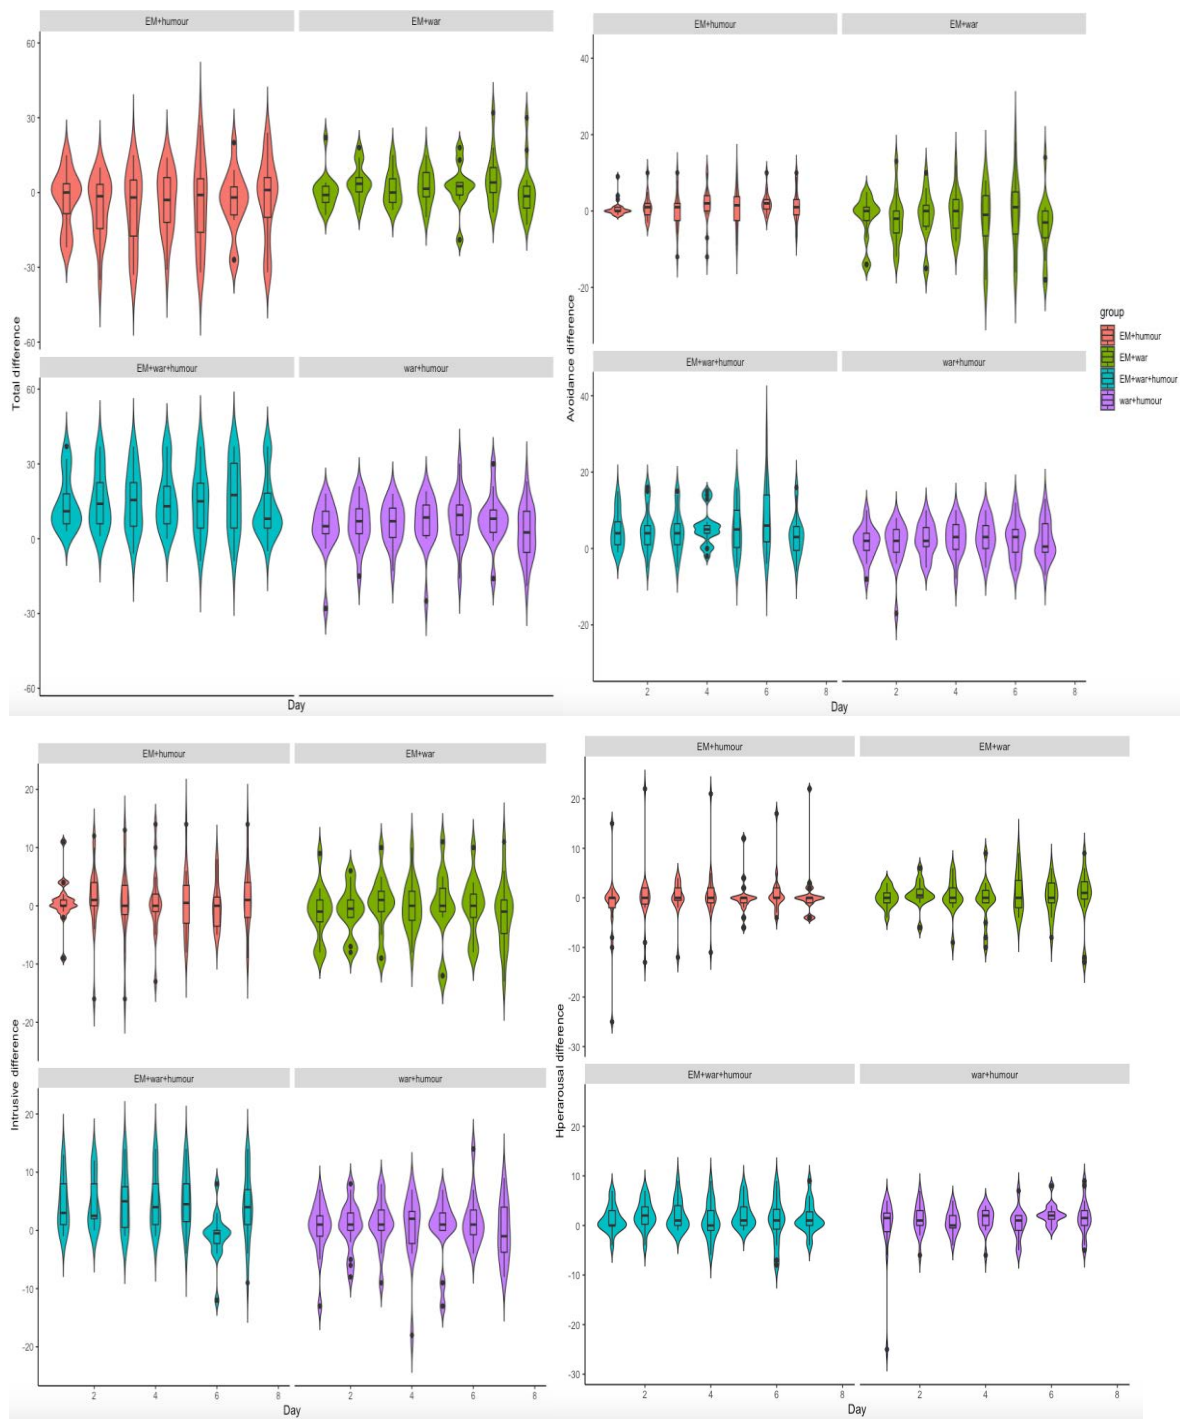 EM+humour EM+war
60
30
0
-30
-60
EM+war+humour war+humour
60
30
0
-30
-60
Total difference
Day
EM+humour EM+war
40
20
0
-20
EM+war+humour war+humour
40
20
0
-20
Avoidance difference
2 4 6 8 2 4 6 8
Day
group
EM+humour
EM+war
EM+war+humour
war+humour
EM+humour EM+war
20
10
0
-10
-20
EM+war+humour war+humour
20
10
0
-10
-20
Intrusive difference
2 4 6 8 2 4 6 8
Day
EM+humour EM+war
20
10
0
-10
-20
-30
EM+war+humour war+humour
20
10
0
-10
-20
-30
Hperarousal difference
2 4 6 8 2 4 6 8
Day